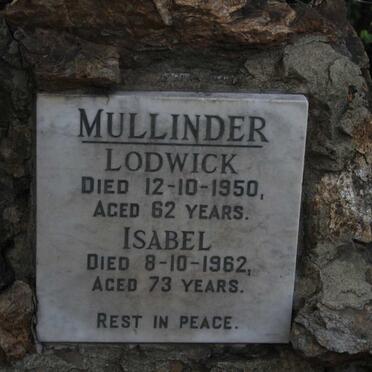 MULLINDER
LODWICK
DIED 12-10-1950,
AGED 62 YEARS.
ISABEL
DIED 8-10-1962,
AGED 73 YEARS.
REST IN PEACE.